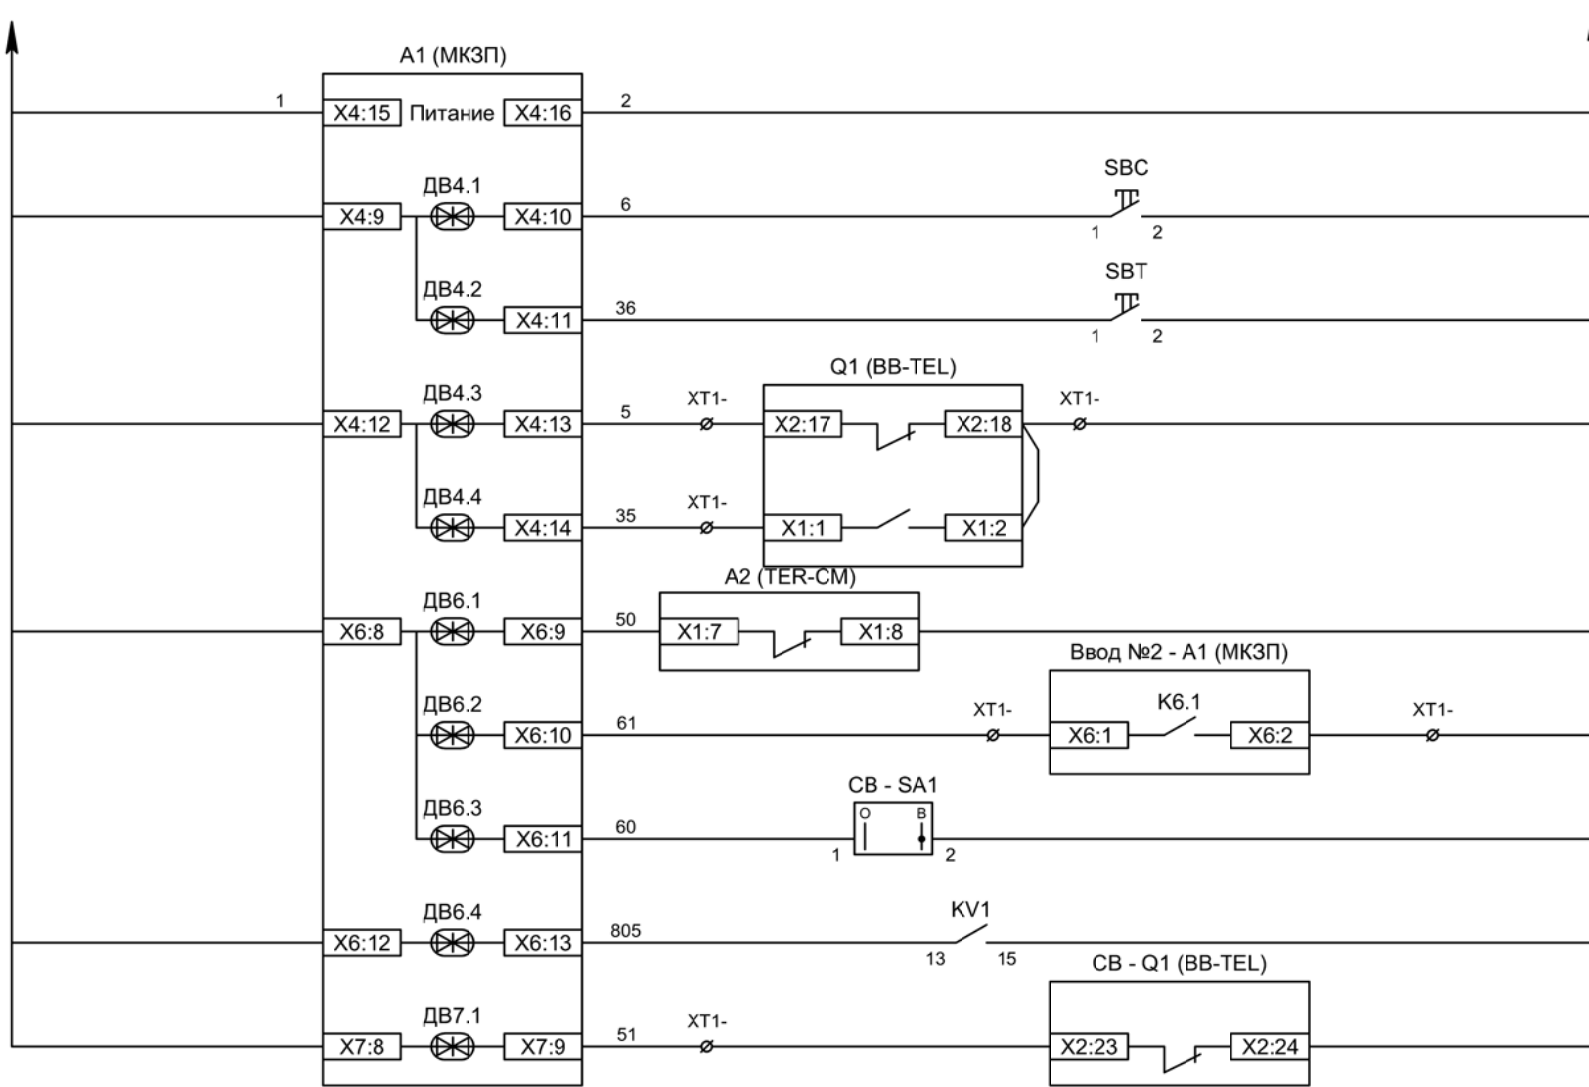 А1 (МКЗП)
1 X4:15 Питание X4:16 2
SBC
ДВ4.1
X4:9 X4:10 6
1 2
SBT
ДВ4.2
X4:11 36
1 2
Q1 (BB-TEL)
ДВ4.3 XT1- XT1-
X4:12 X4:13 5 X2:17 X2:18
ДВ4.4 XT1-
X4:14 35 X1:1 X1:2
A2 (TER-CM)
ДВ6.1
X6:8 X6:9 50 X1:7 X1:8
Ввод №2 - А1 (МКЗП)
ДВ6.2 XT1- K6.1 XT1-
X6:10 61 X6:1 X6:2
СВ - SA1
ДВ6.3 О В
X6:11 60
1 2
ДВ6.4 KV1
X6:12 X6:13 805
13 15
СВ - Q1 (BB-TEL)
ДВ7.1 XT1-
X7:8 X7:9 51 X2:23 X2:24